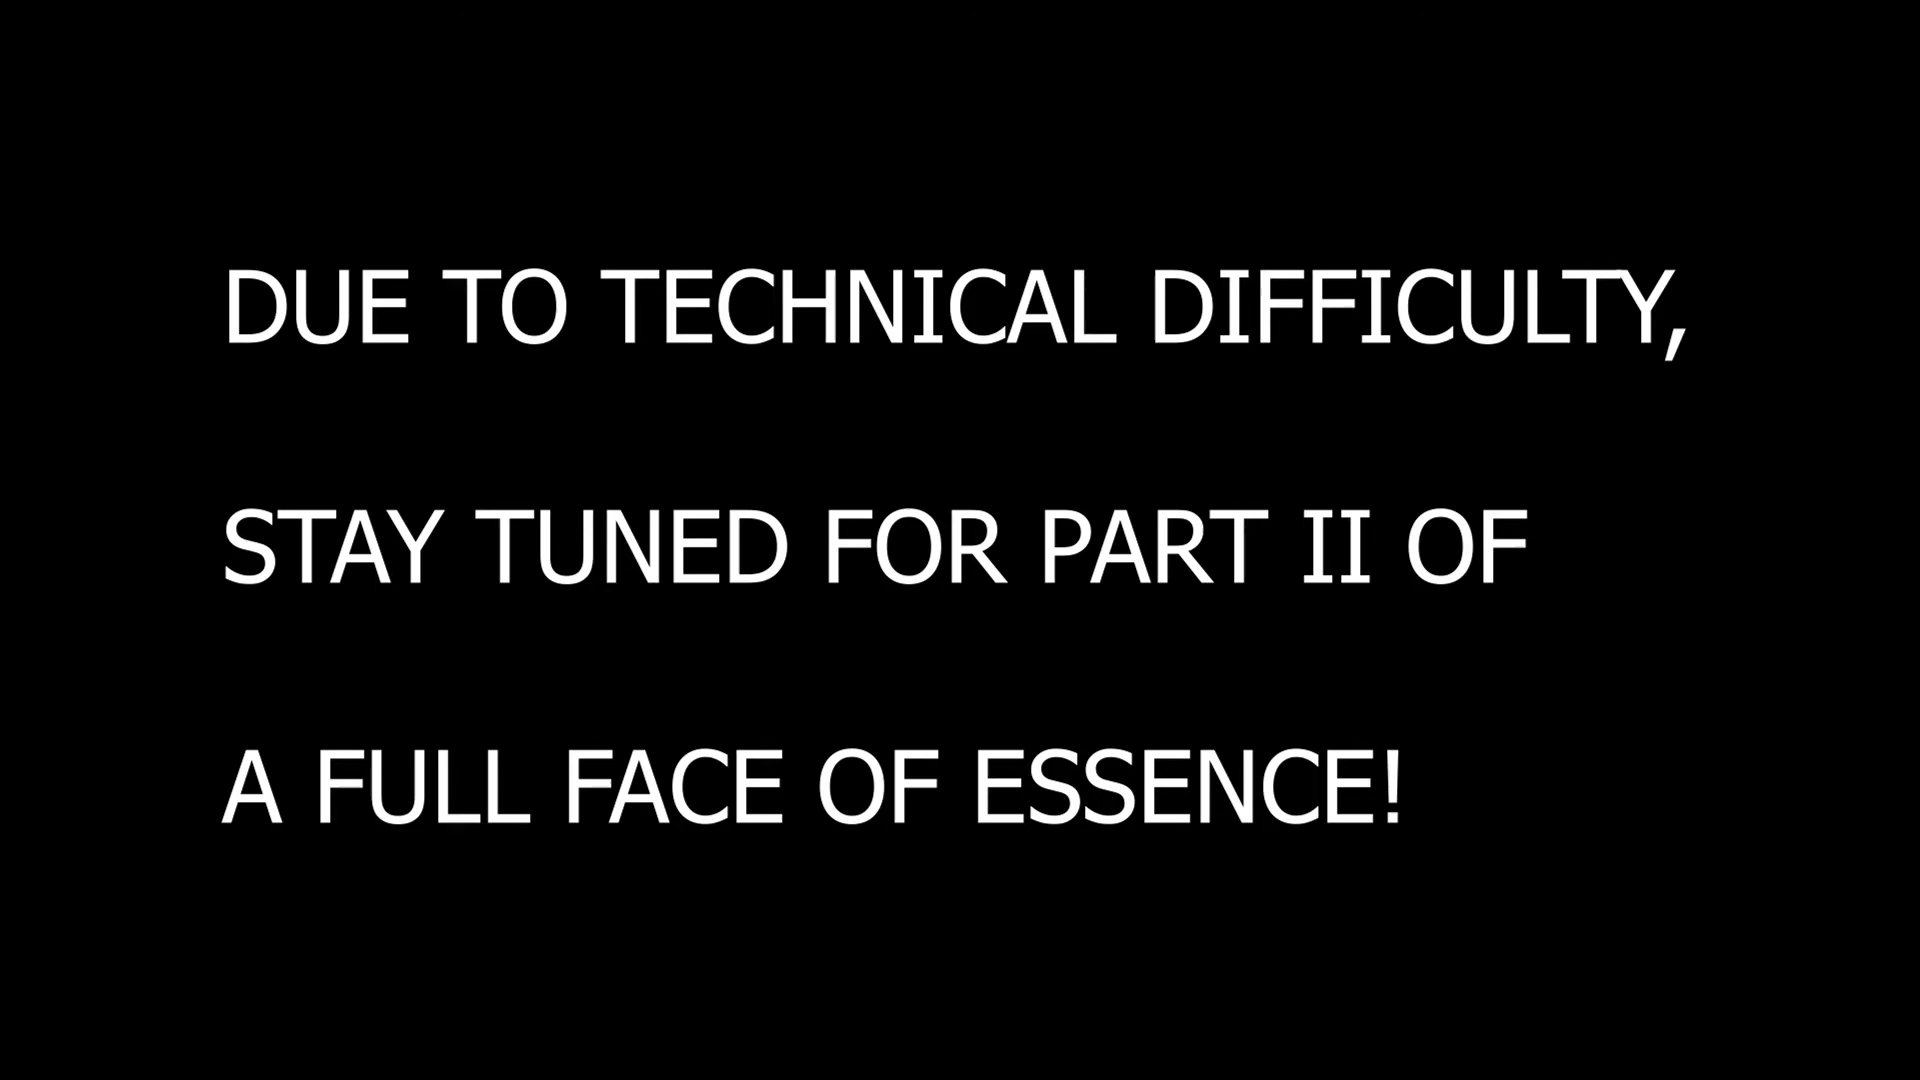 DUE TO TECHNICAL DIFFICULTY,
STAY TUNED FOR PART II OF
A FULL FACE OF ESSENCE!